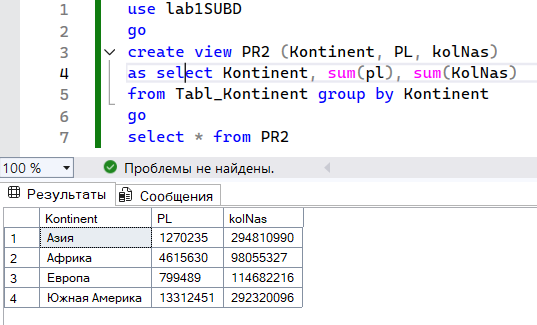 1 use lab1SUBD
2 go
3 create view PR2 (Kontinent, PL, kolNas)
4 as select Kontinent, sum(pl), sum(KolNas)
5 from Tabl_Kontinent group by Kontinent
6 go
7 select * from PR2
100 % Проблемы не найдены.
Результаты Сообщения
Kontinent PL kolNas
1 Азия 1270235 294810990
2 Африка 4615630 98055327
3 Европа 799489 114682216
4 Южная Америка 13312451 292320096